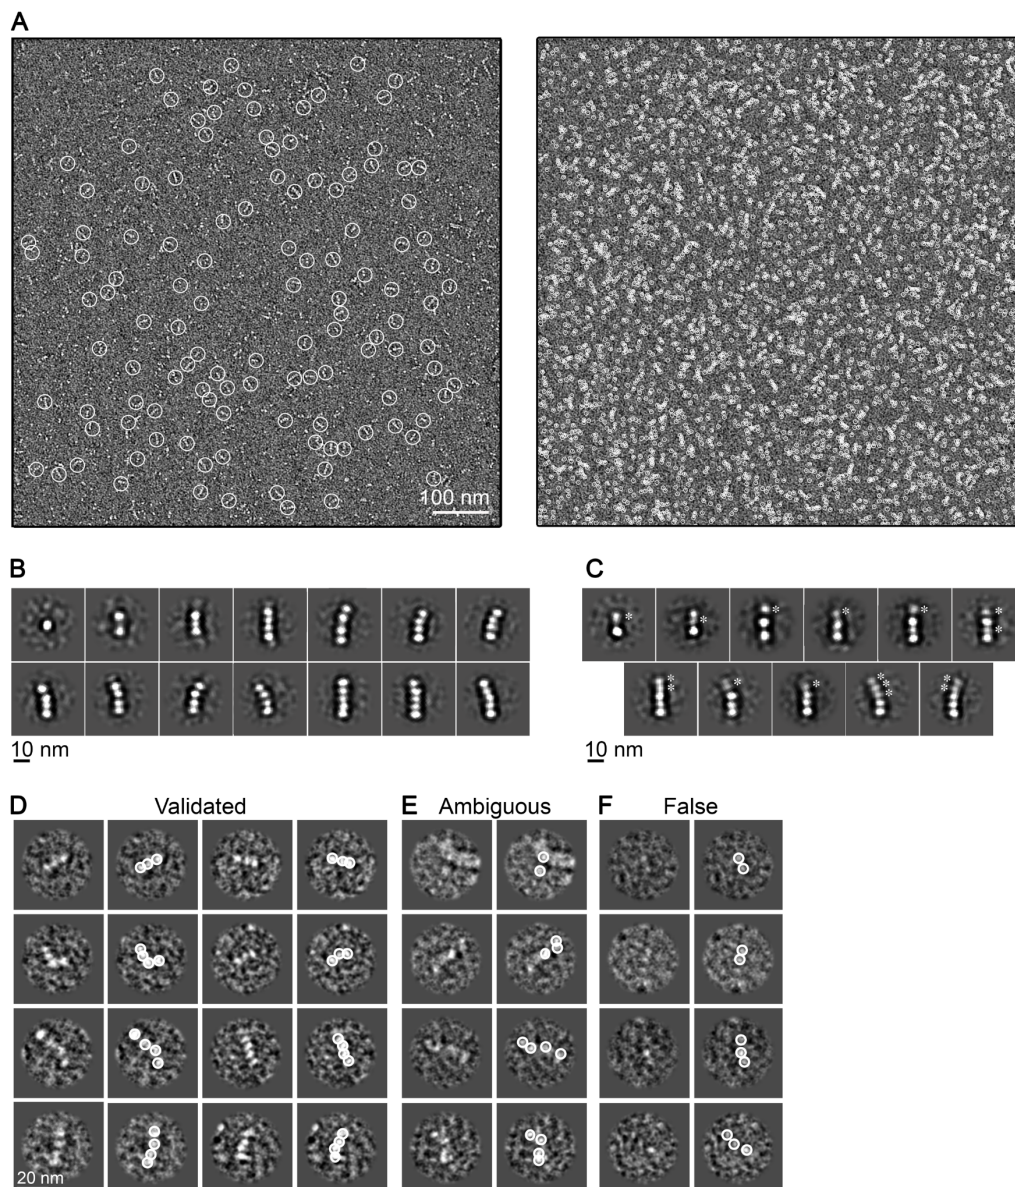 A
100 nm
B
C
* * * * * *
*
* * * * * *
* *
10 nm
10 nm
D Validated E Ambiguous F False
20 nm